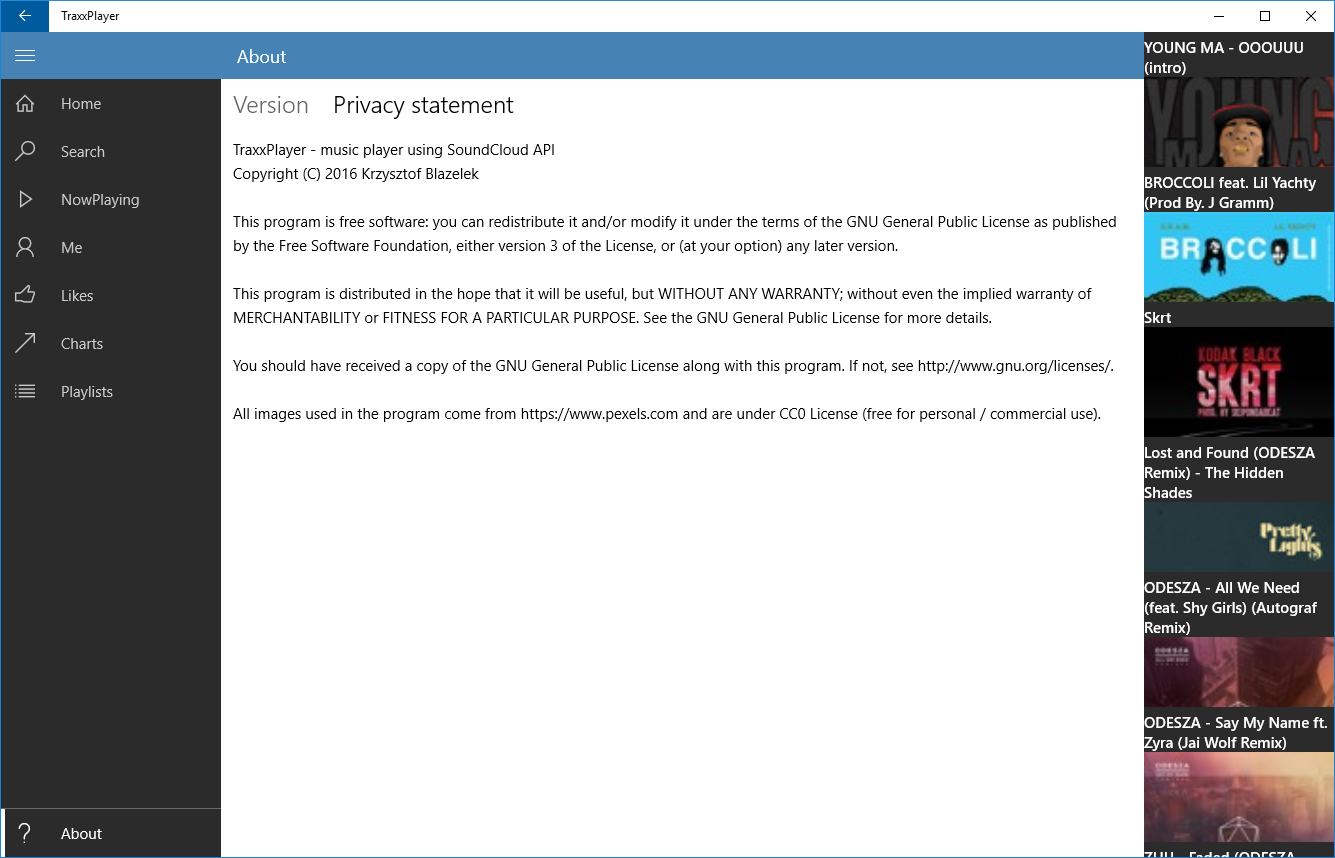 TraxxPlayer
About
Home
Search
NowPlaying
Me
Likes
Charts
Playlists
About
Version Privacy statement
TraxxPlayer - music player using SoundCloud API
Copyright (C) 2016 Krzysztof Blazelek
This program is free software: you can redistribute it and/or modify it under the terms of the GNU General Public License as published
by the Free Software Foundation, either version 3 of the License, or (at your option) any later version.
This program is distributed in the hope that it will be useful, but WITHOUT ANY WARRANTY; without even the implied warranty of
MERCHANTABILITY or FITNESS FOR A PARTICULAR PURPOSE. See the GNU General Public License for more details.
You should have received a copy of the GNU General Public License along with this program. If not, see http://www.gnu.org/licenses/.
All images used in the program come from https://www.pexels.com and are under CC0 License (free for personal / commercial use).
YOUNG MA - OOOUUU
(intro)
YOUNG
MA
BROCCOLI feat. Lil Yachty
(Prod By. J Gramm)
D.R.A.M. LIL YACHTY
BROCCOLI
Skrt
KODAK BLACK
SKRT
Lost and Found (ODESZA
Remix) - The Hidden
Shades
Pretty
Lights
ODESZA - All We Need
(feat. Shy Girls) (Autograf
Remix)
ODESZA
ODESZA - Say My Name ft.
Zyra (Jai Wolf Remix)
ODESZA
ZHU - Faded (ODESZA